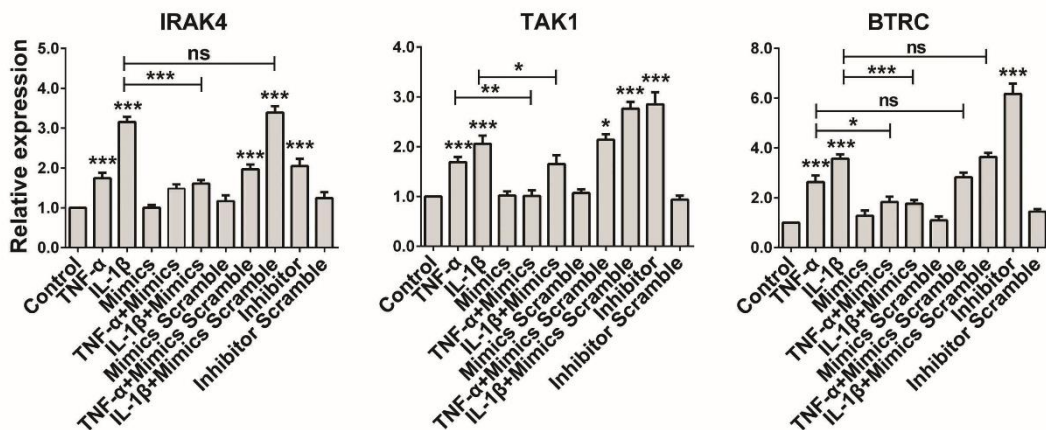 IRAK4
TAK1
BTRC
Relative expression
5.0
4.0
3.0
2.0
1.0
0.0
ns
***
***
***
***
***
***
Control
TNF-α
IL-1β
Mimics
TNF-α+Mimics
IL-1β+Mimics
Mimics Scramble
TNF-α+Mimics Scramble
IL-1β+Mimics Scramble
Inhibitor
Inhibitor Scramble
4.0
3.0
2.0
1.0
0.0
*
**
***
***
*
***
***
Control
TNF-α
IL-1β
Mimics
TNF-α+Mimics
IL-1β+Mimics
Mimics Scramble
TNF-α+Mimics Scramble
IL-1β+Mimics Scramble
Inhibitor
Inhibitor Scramble
8.0
6.0
4.0
2.0
0.0
ns
***
ns
*
***
***
***
Control
TNF-α
IL-1β
Mimics
TNF-α+Mimics
IL-1β+Mimics
Mimics Scramble
TNF-α+Mimics Scramble
IL-1β+Mimics Scramble
Inhibitor
Inhibitor Scramble